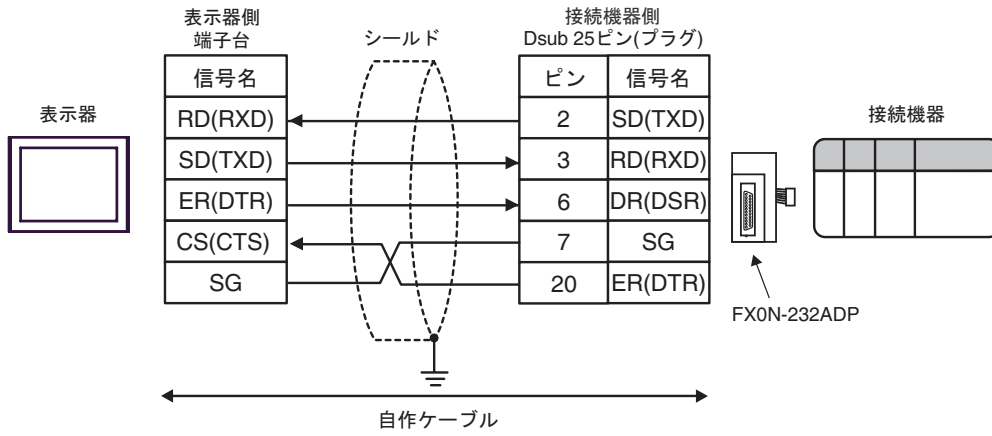 表示器側
端子台
シールド
接続機器側
Dsub 25ピン(プラグ)
信号名
ピン 信号名
表示器
接続機器
RD(RXD) 2 SD(TXD)
SD(TXD) 3 RD(RXD)
ER(DTR) 6 DR(DSR)
CS(CTS) 7 SG
SG 20 ER(DTR)
FX0N-232ADP
自作ケーブル